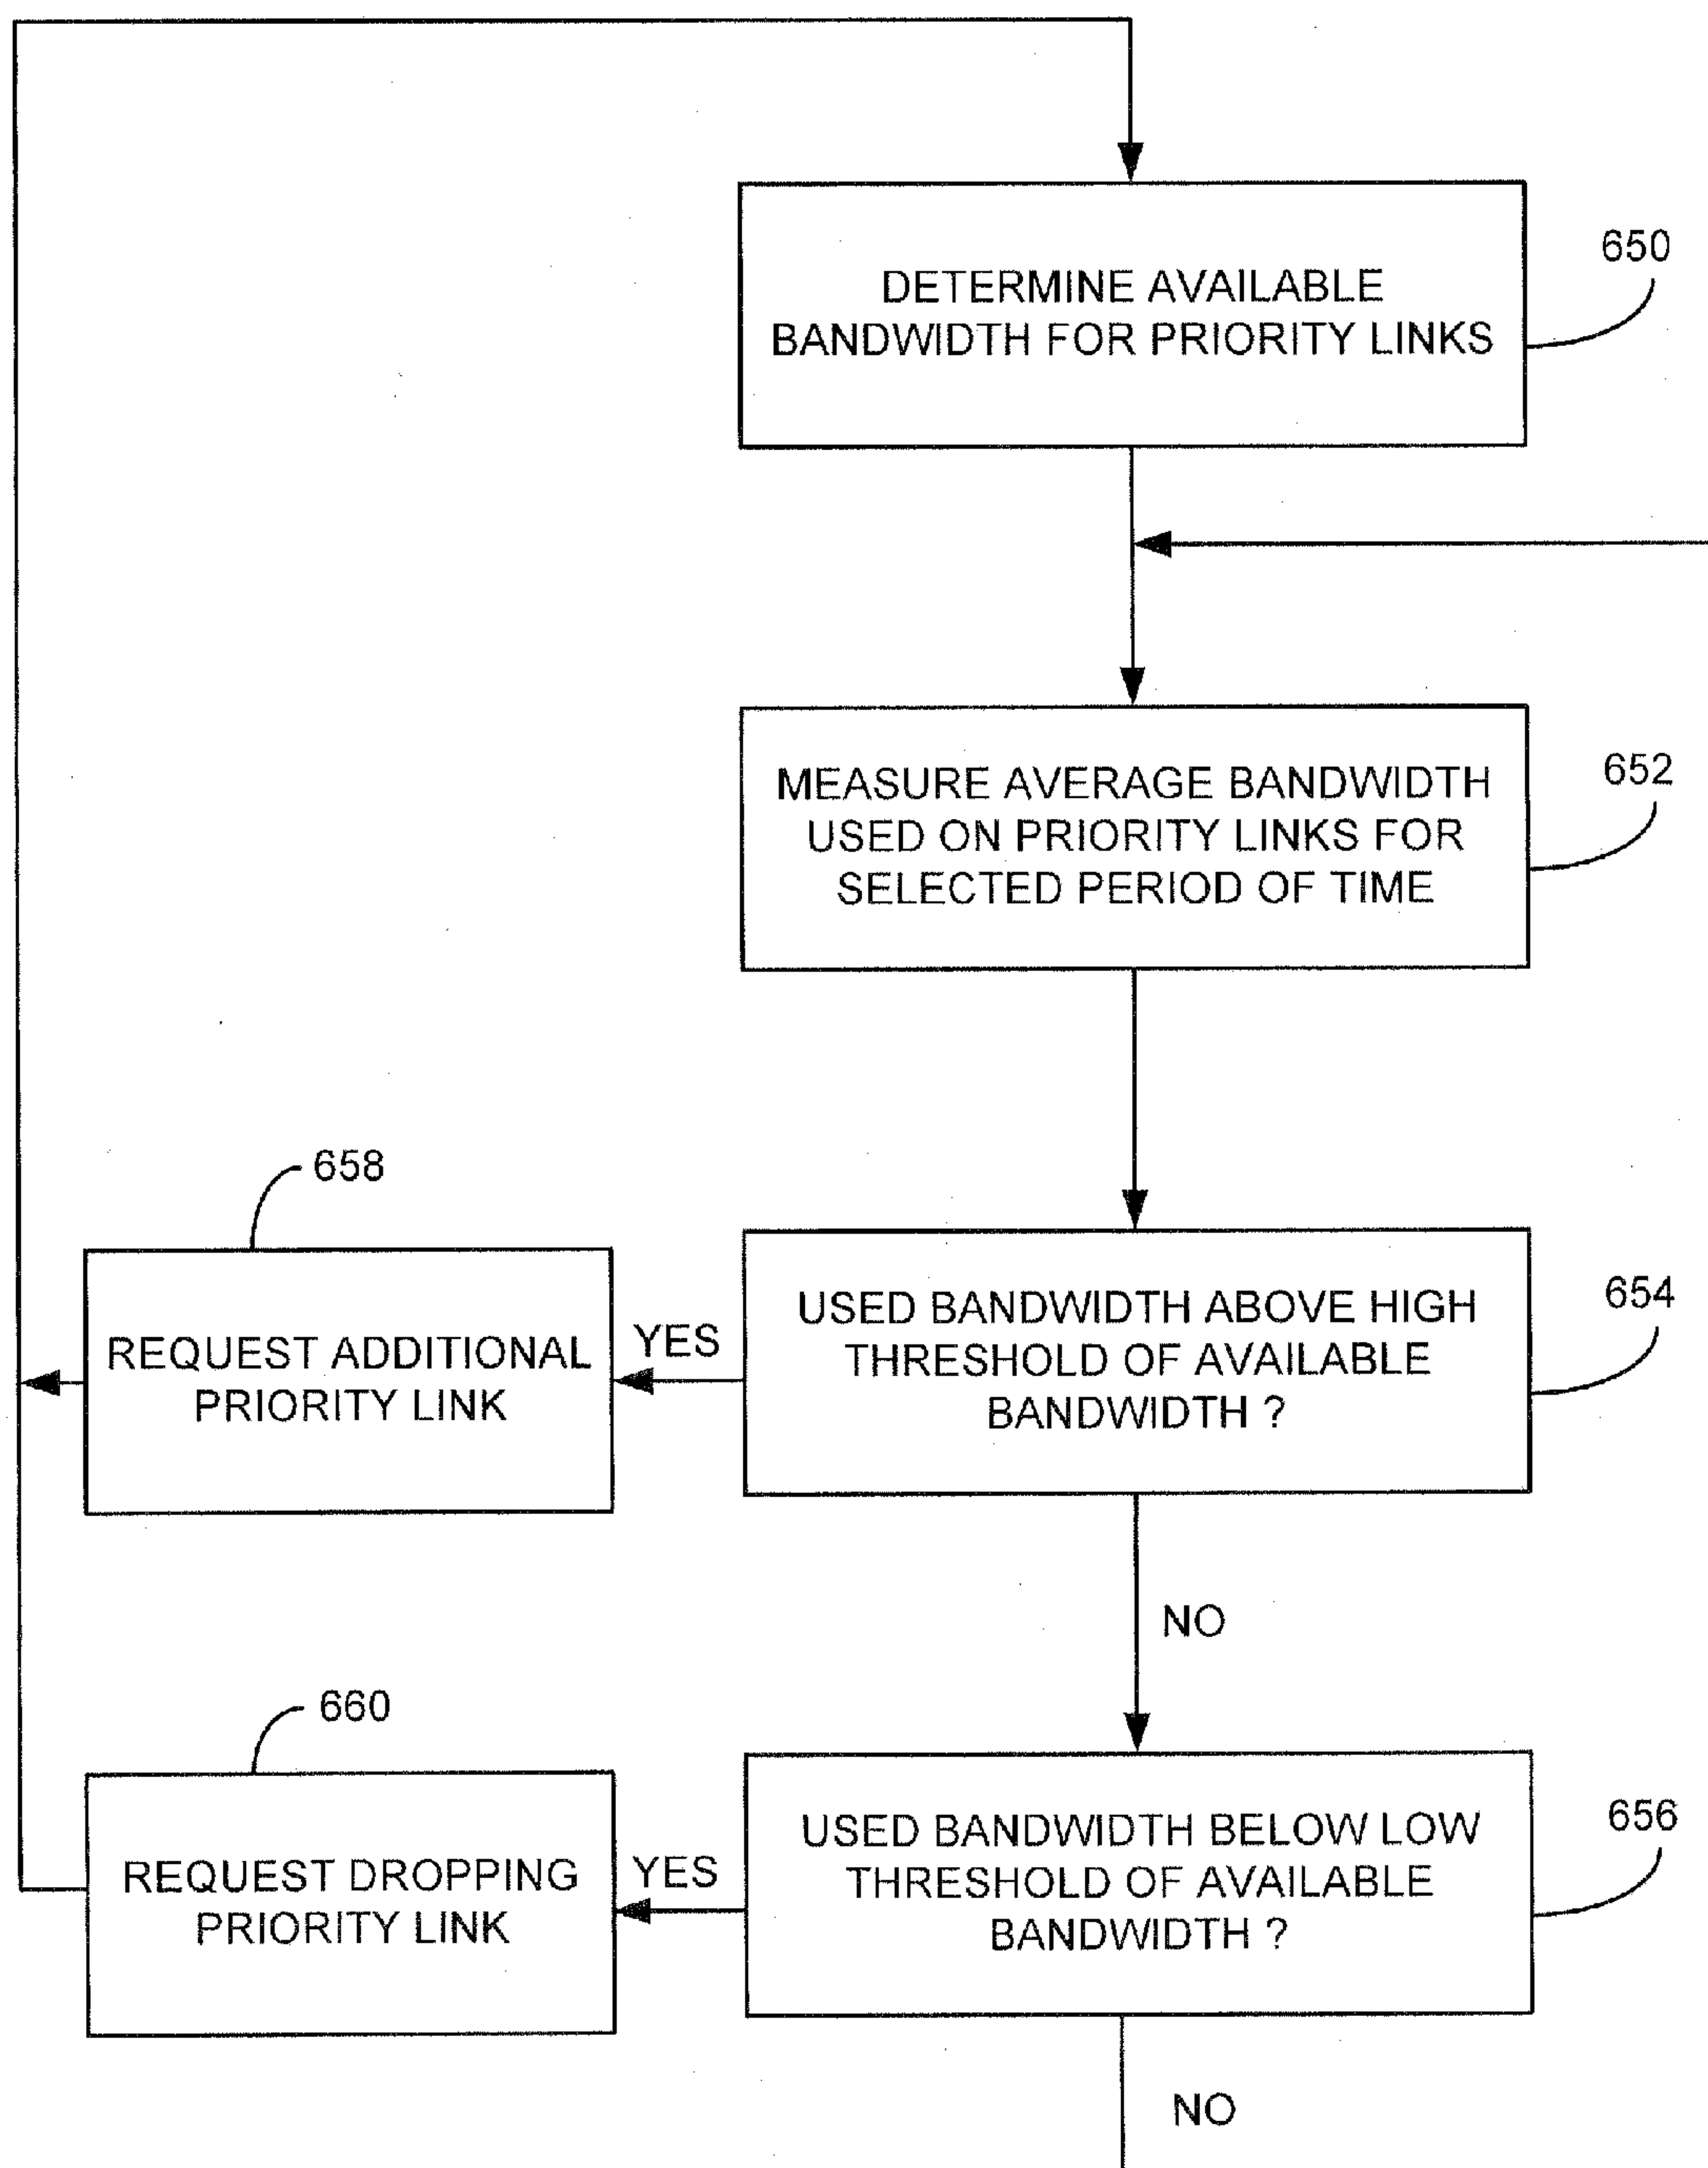 DETERMINE AVAILABLE
BANDWIDTH FOR PRIORITY LINKS
650
MEASURE AVERAGE BANDWIDTH
USED ON PRIORITY LINKS FOR
SELECTED PERIOD OF TIME
652
658
REQUEST ADDITIONAL
PRIORITY LINK
YES
USED BANDWIDTH ABOVE HIGH
THRESHOLD OF AVAILABLE
BANDWIDTH ?
654
NO
660
REQUEST DROPPING
PRIORITY LINK
YES
USED BANDWIDTH BELOW LOW
THRESHOLD OF AVAILABLE
BANDWIDTH ?
656
NO